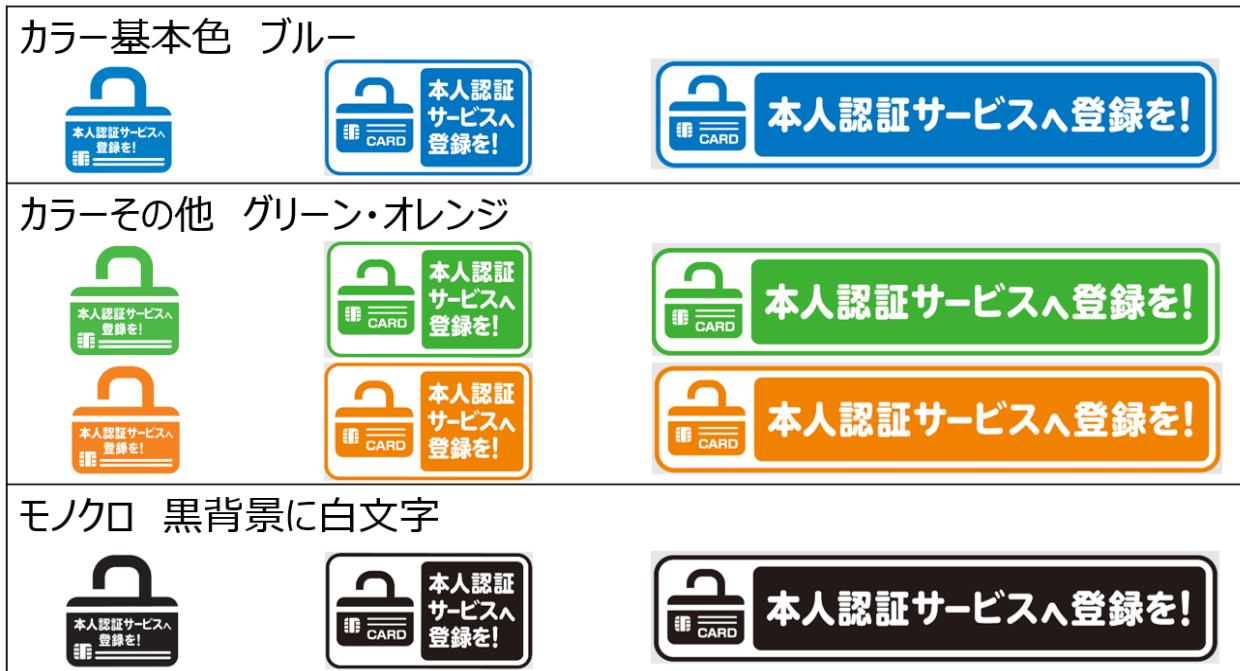 カラー基本色　ブルー
本人認証サービスへ
登録を!
CARD
本人認証
サービスへ
登録を!
CARD
本人認証サービスへ登録を!
カラーその他　グリーン・オレンジ
本人認証サービスへ
登録を!
CARD
本人認証
サービスへ
登録を!
CARD
本人認証サービスへ登録を!
本人認証サービスへ
登録を!
CARD
本人認証
サービスへ
登録を!
CARD
本人認証サービスへ登録を!
モノクロ　黒背景に白文字
本人認証サービスへ
登録を!
CARD
本人認証
サービスへ
登録を!
CARD
本人認証サービスへ登録を!